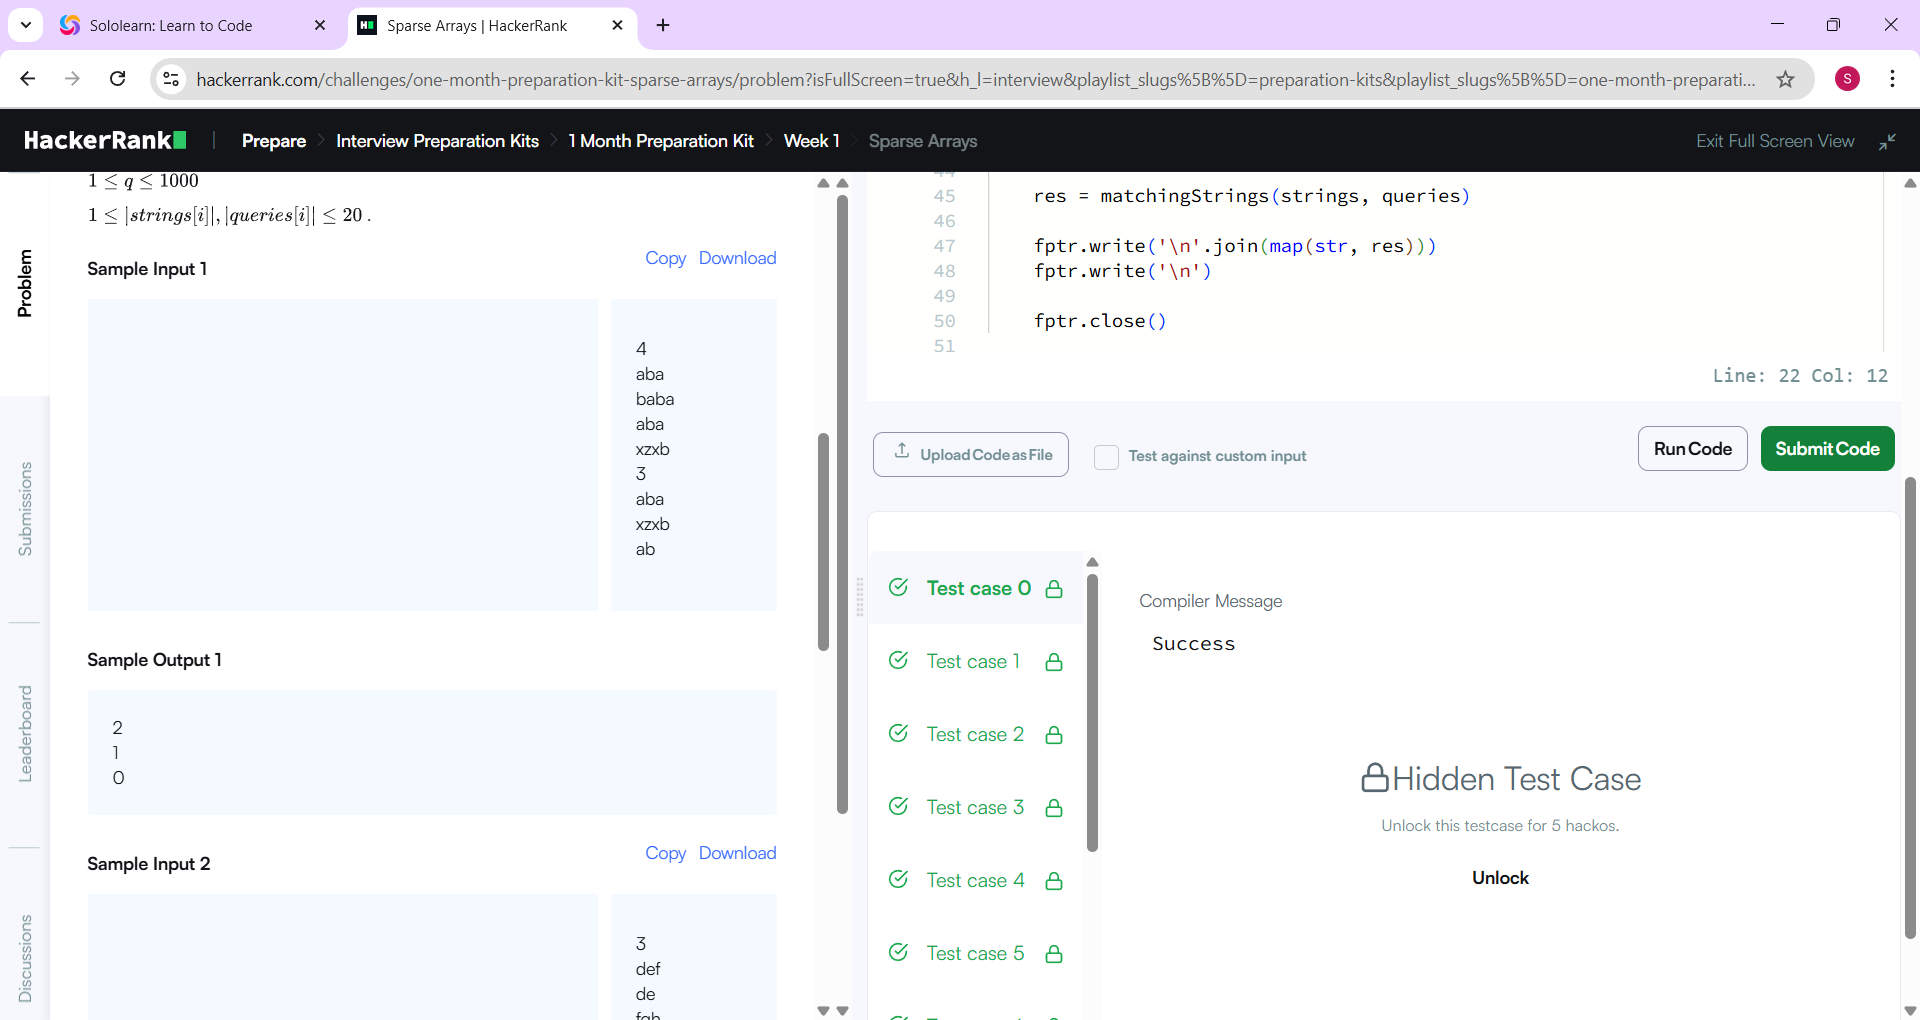 Sololearn: Learn to Code
Sparse Arrays | HackerRank
hackerrank.com/challenges/one-month-preparation-kit-sparse-arrays/problem?isFullScreen=true&h_l=interview&playlist_slugs%5B%5D=preparation-kits&playlist_slugs%5B%5D=one-month-preparati...
S
HackerRank
Prepare
Interview Preparation Kits
1 Month Preparation Kit
Week 1
Sparse Arrays
Exit Full Screen View
Problem
Submissions
Leaderboard
Discussions
1 ≤ q ≤ 1000
1 ≤ |strings[i]|, |queries[i]| ≤ 20 .
Sample Input 1
Copy Download
4
aba
baba
aba
xzxb
3
aba
xzxb
ab
Sample Output 1
2
1
0
Sample Input 2
Copy Download
3
def
de
fgh
44
45 res = matchingStrings(strings, queries)
46
47 fptr.write('\n'.join(map(str, res)))
48 fptr.write('\n')
49
50 fptr.close()
51
Line: 22 Col: 12
Upload Code as File
Test against custom input
Run Code
Submit Code
Test case 0
Test case 1
Test case 2
Test case 3
Test case 4
Test case 5
Compiler Message
Success
Hidden Test Case
Unlock this testcase for 5 hackos.
Unlock